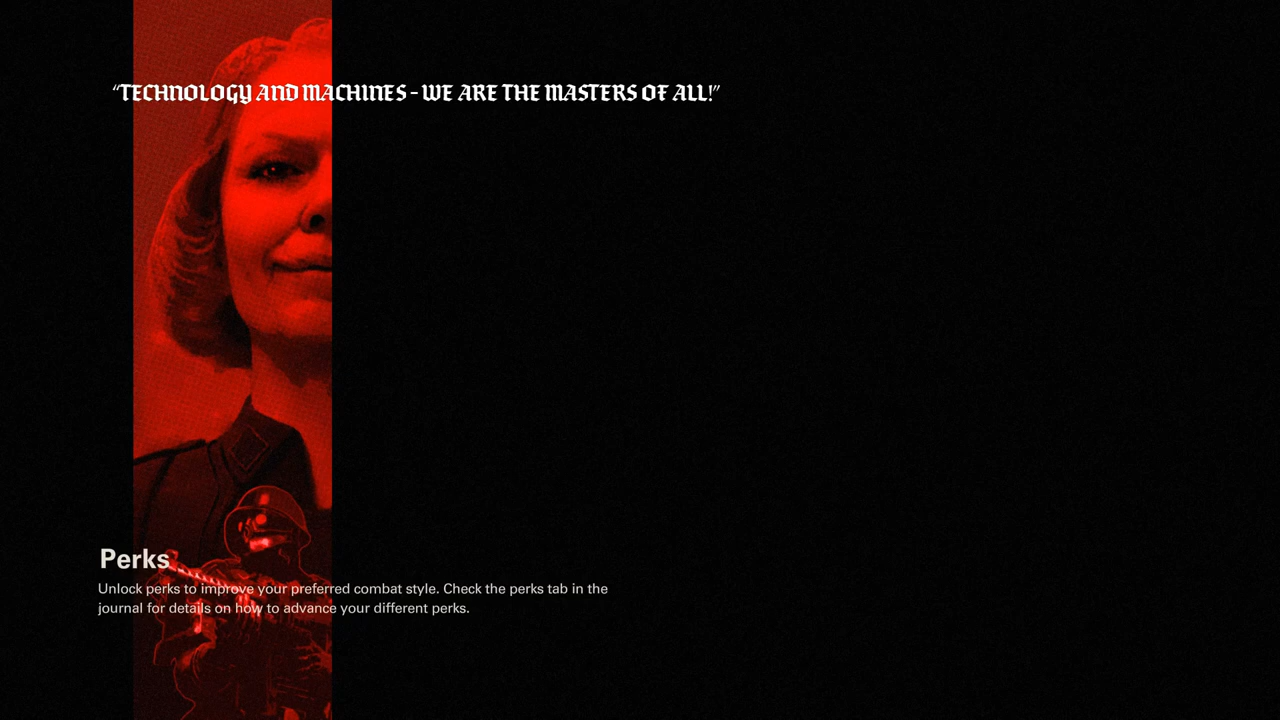 “TECHNOLOGY AND MACHINES - WE ARE THE MASTERS OF ALL!”
Perks
Unlock perks to improve your preferred combat style. Check the perks tab in the
journal for details on how to advance your different perks.